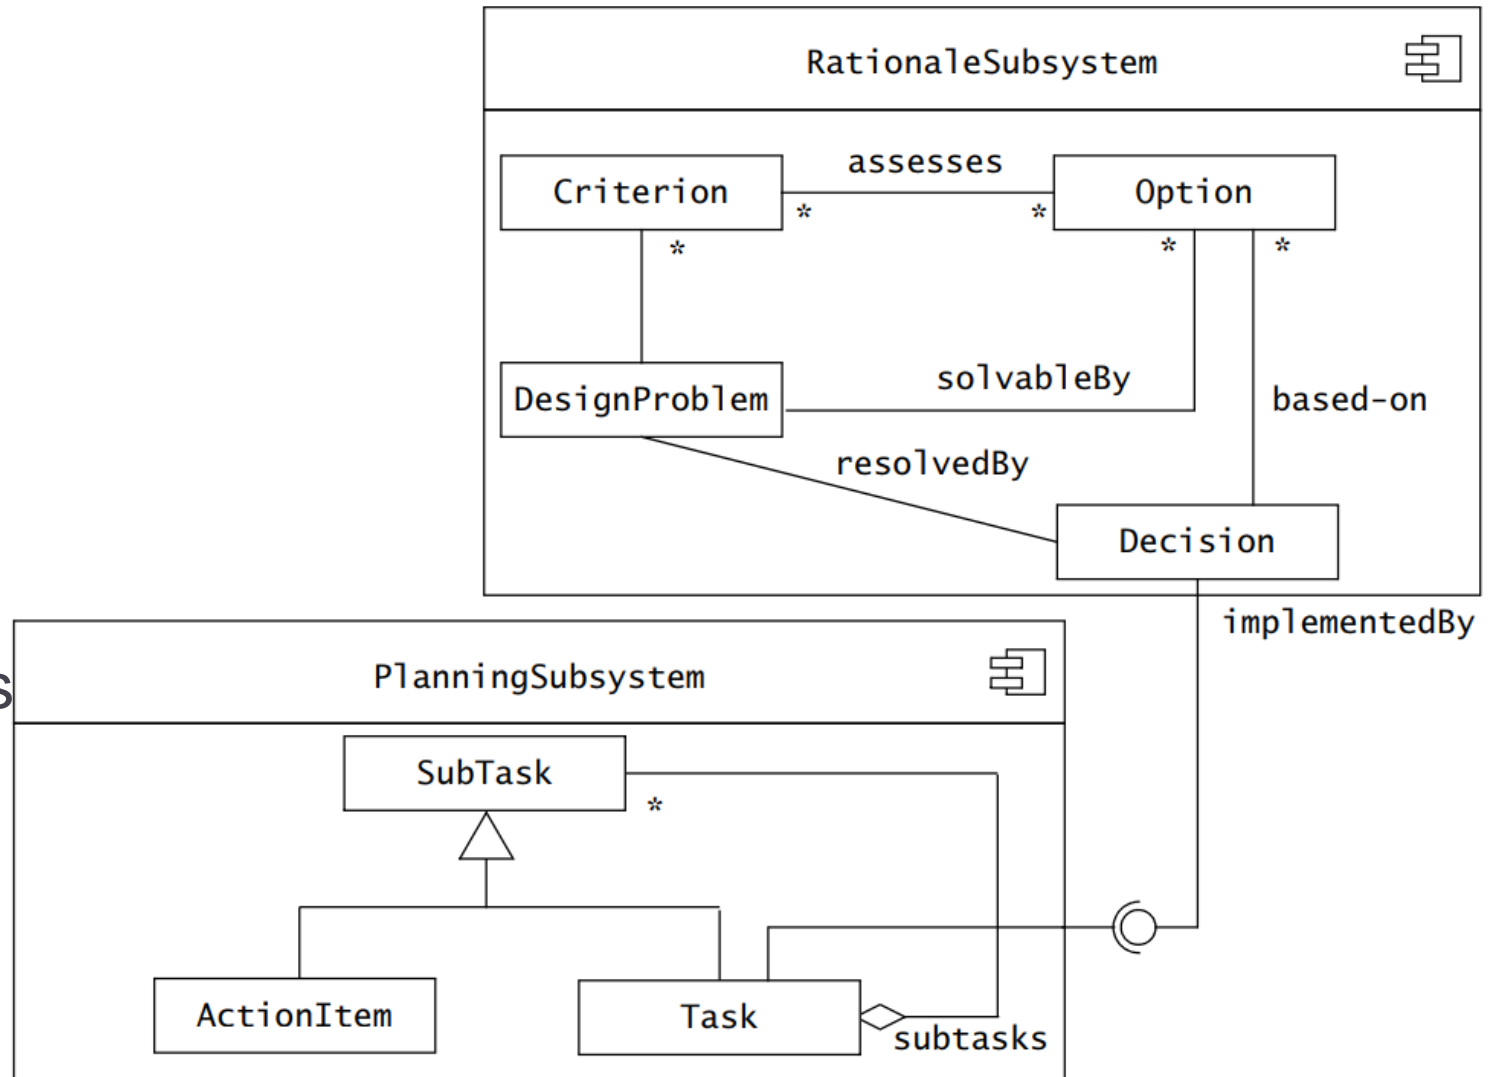 RationaleSubsystem
assesses
Criterion
Option
*
*
*
*
*
solvableBy
DesignProblem
based-on
resolvedBy
Decision
implementedBy
PlanningSubsystem
s
SubTask
*
ActionItem
Task
subtasks